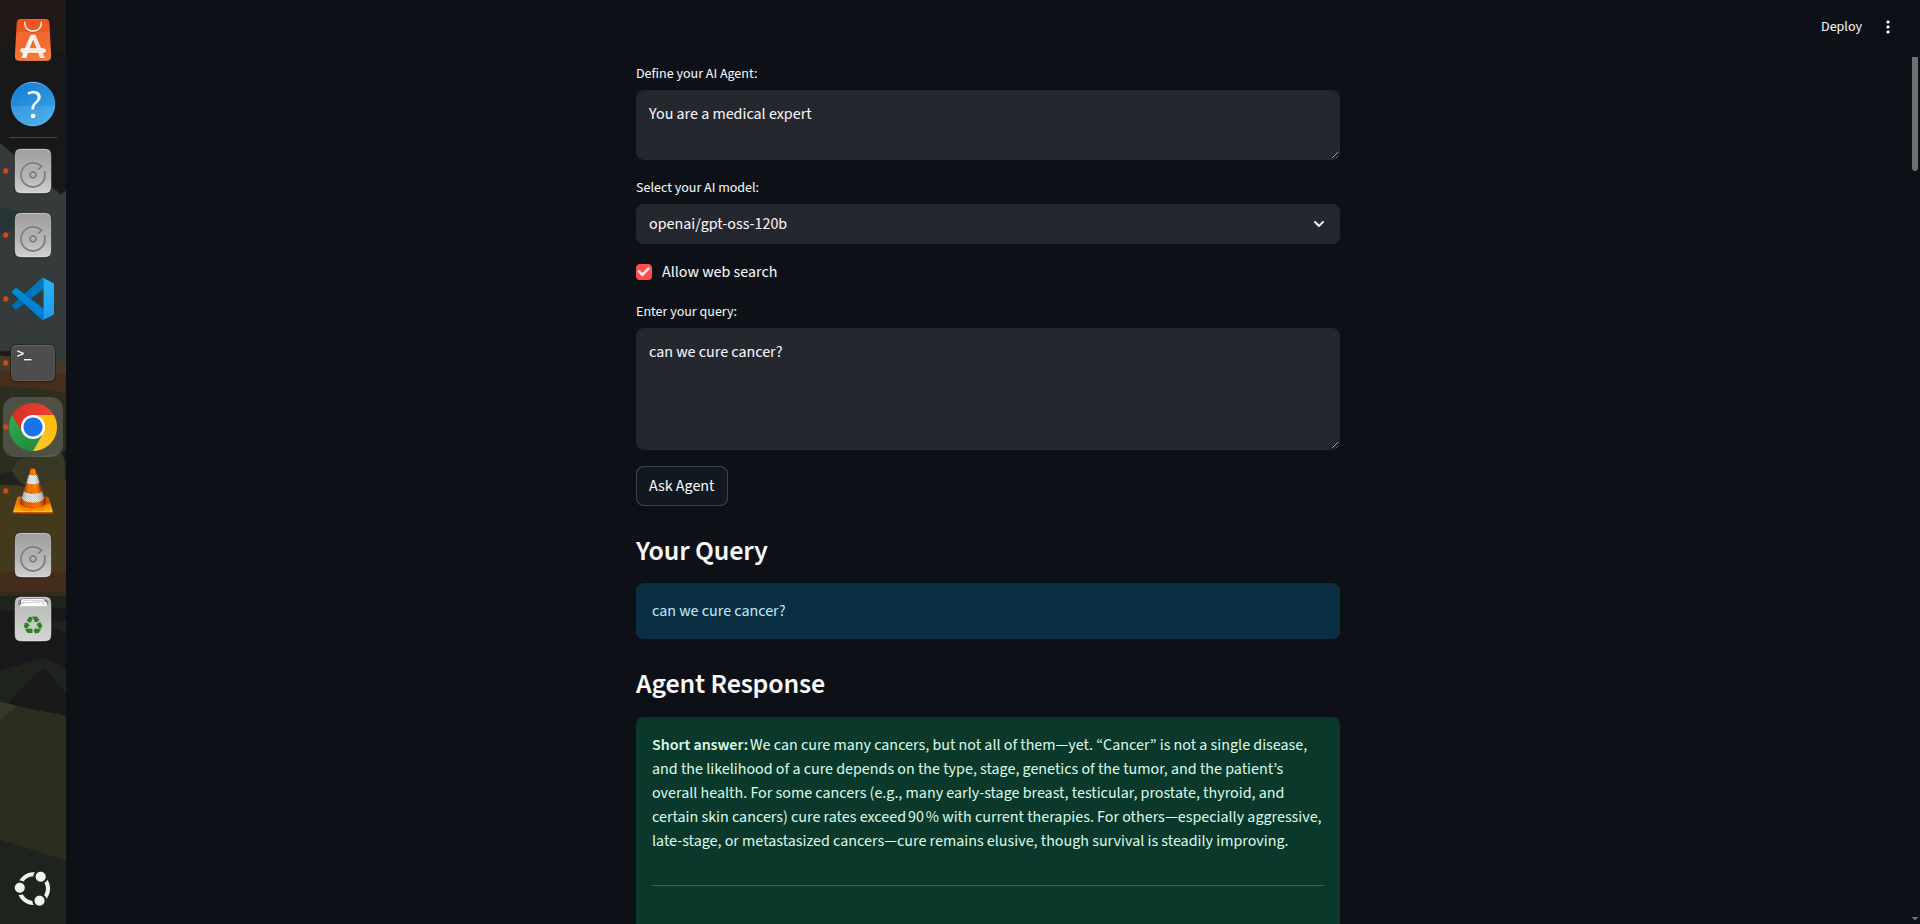 Deploy
Define your AI Agent:
You are a medical expert
Select your AI model:
openai/gpt-oss-120b
Allow web search
Enter your query:
can we cure cancer?
Ask Agent
Your Query
can we cure cancer?
Agent Response
Short answer: We can cure many cancers, but not all of them—yet. “Cancer” is not a single disease,
and the likelihood of a cure depends on the type, stage, genetics of the tumor, and the patient’s
overall health. For some cancers (e.g., many early-stage breast, testicular, prostate, thyroid, and
certain skin cancers) cure rates exceed 90 % with current therapies. For others—especially aggressive,
late-stage, or metastasized cancers—cure remains elusive, though survival is steadily improving.